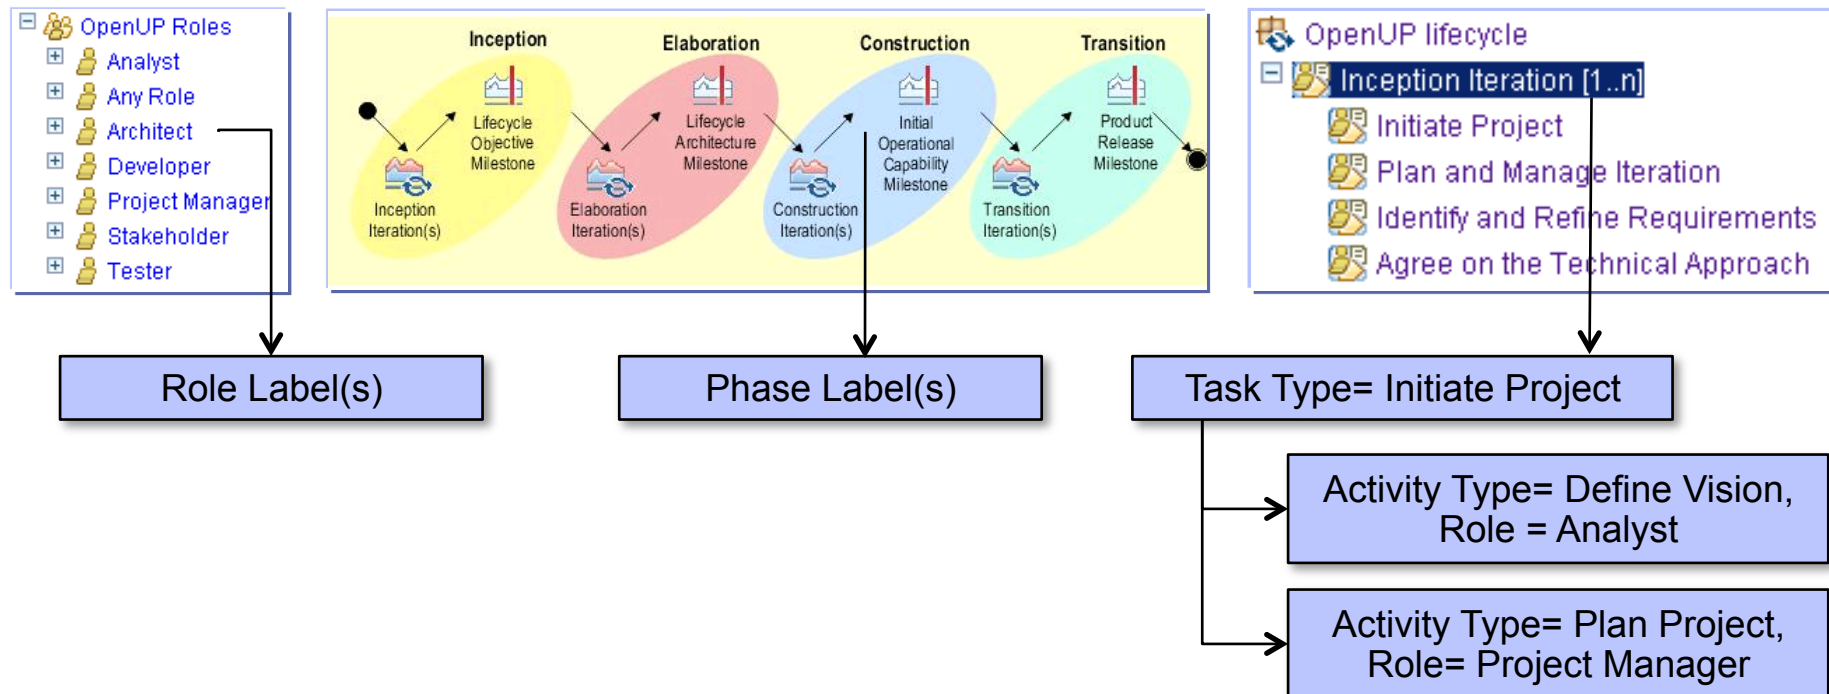 OpenUP Roles
Analyst
Any Role
Architect
Developer
Project Manager
Stakeholder
Tester
Inception
Elaboration
Construction
Transition
Lifecycle
Objective
Milestone
Lifecycle
Architecture
Milestone
Initial
Operational
Capability
Milestone
Product
Release
Milestone
Inception
Iteration(s)
Elaboration
Iteration(s)
Construction
Iteration(s)
Transition
Iteration(s)
OpenUP lifecycle
Inception Iteration [1..n]
Initiate Project
Plan and Manage Iteration
Identify and Refine Requirements
Agree on the Technical Approach
Role Label(s)
Phase Label(s)
Task Type= Initiate Project
Activity Type= Define Vision,
Role = Analyst
Activity Type= Plan Project,
Role= Project Manager